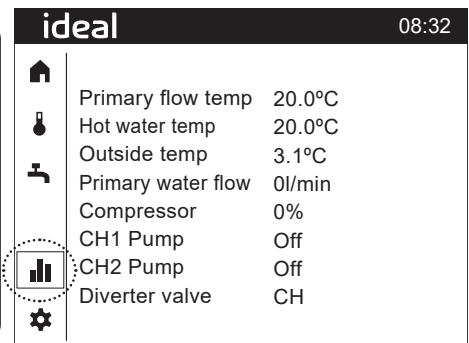 ideal 08:32
Primary flow temp 20.0ºC
Hot water temp 20.0ºC
Outside temp 3.1ºC
Primary water flow 0l/min
Compressor 0%
CH1 Pump Off
CH2 Pump Off
Diverter valve CH